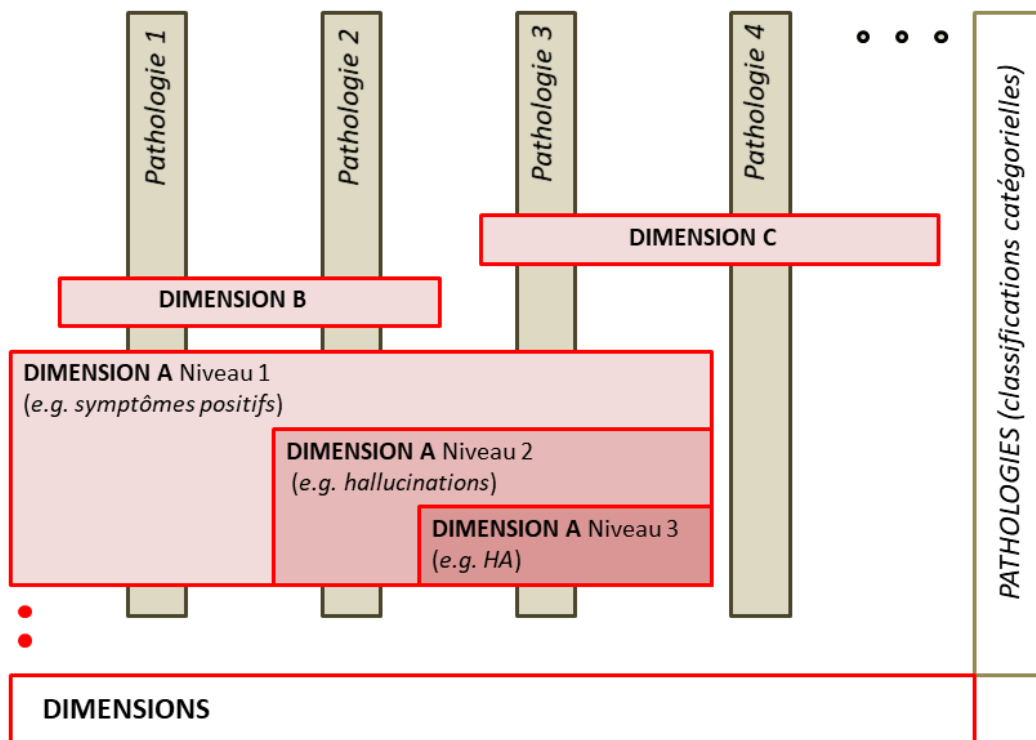 Pathologie 1
Pathologie 2
Pathologie 3
Pathologie 4
PATHOLOGIES (classifications catégorielles)
DIMENSION C
DIMENSION B
DIMENSION A Niveau 1
(e.g. symptômes positifs)
DIMENSION A Niveau 2
(e.g. hallucinations)
DIMENSION A Niveau 3
(e.g. HA)
DIMENSIONS